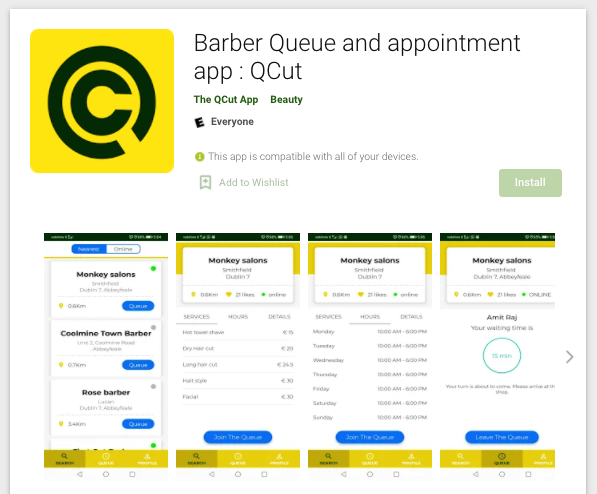 Barber Queue and appointment
app : QCut
The QCut App Beauty
Everyone
This app is compatible with all of your devices.
Add to Wishlist
Install
Nearest Online
Monkey salons
Smithfield
Dublin 7, Abbeyfeale
0.6Km Queue
Coolmine Town Barber
Unit 2, Coolmine Road
, Abbeyfeale
0.7Km Queue
Rose barber
Lucan
Dublin 7, Abbeyfeale
3.4Km Queue
SEARCH QUEUE PROFILE
Monkey salons
Smithfield
Dublin 7
0.6Km 21 likes online
SERVICES HOURS DETAILS
Hot towel shave € 15
Dry Hair cut € 20
Long hair cut € 24.5
Hair style € 30
Facial € 30
Join The Queue
SEARCH QUEUE PROFILE
Monkey salons
Smithfield
Dublin 7
0.6Km 21 likes online
SERVICES HOURS DETAILS
Monday 10:00 AM - 6:00 PM
Tuesday 10:00 AM - 6:00 PM
Wednesday 10:00 AM - 6:00 PM
Thursday 10:00 AM - 6:00 PM
Friday 10:00 AM - 6:00 PM
Saturday 10:00 AM - 6:00 PM
Sunday 10:00 AM - 6:00 PM
Join The Queue
SEARCH QUEUE PROFILE
Monkey salons
Smithfield
Dublin 7, Abbeyfeale
0.6Km 21 likes ONLINE
Amit Raj
Your waiting time is
15 min
Your turn is about to come. Please arrive at th
shop.
Leave The Queue
SEARCH QUEUE PROFILE